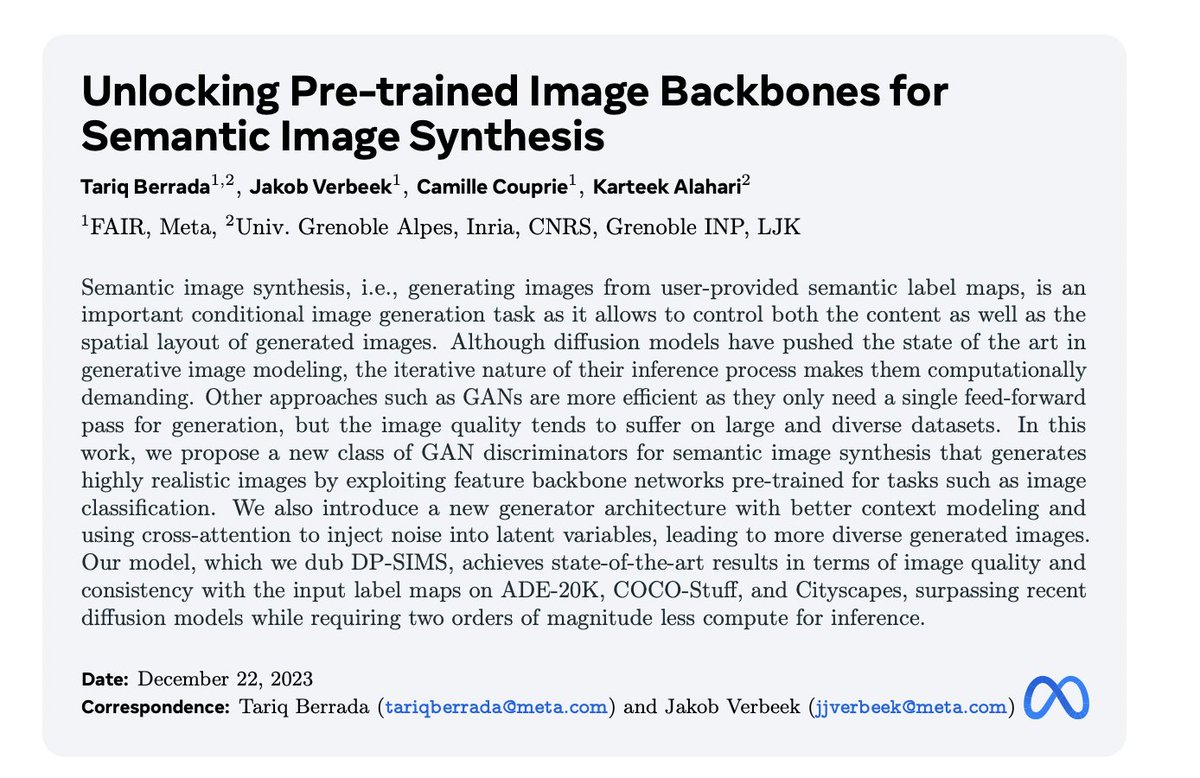 Unlocking Pre-trained Image Backbones for
Semantic Image Synthesis
Tariq Berrada1,2, Jakob Verbeek1, Camille Couprie1, Karteek Alahari2
1FAIR, Meta, 2Univ. Grenoble Alpes, Inria, CNRS, Grenoble INP, LJK
Semantic image synthesis, i.e., generating images from user-provided semantic label maps, is an
important conditional image generation task as it allows to control both the content as well as the
spatial layout of generated images. Although diffusion models have pushed the state of the art in
generative image modeling, the iterative nature of their inference process makes them computationally
demanding. Other approaches such as GANs are more efficient as they only need a single feed-forward
pass for generation, but the image quality tends to suffer on large and diverse datasets. In this
work, we propose a new class of GAN discriminators for semantic image synthesis that generates
highly realistic images by exploiting feature backbone networks pre-trained for tasks such as image
classification. We also introduce a new generator architecture with better context modeling and
using cross-attention to inject noise into latent variables, leading to more diverse generated images.
Our model, which we dub DP-SIMS, achieves state-of-the-art results in terms of image quality and
consistency with the input label maps on ADE-20K, COCO-Stuff, and Cityscapes, surpassing recent
diffusion models while requiring two orders of magnitude less compute for inference.
Date: December 22, 2023
Correspondence: Tariq Berrada (tariqberrada@meta.com) and Jakob Verbeek (jjverbeek@meta.com)